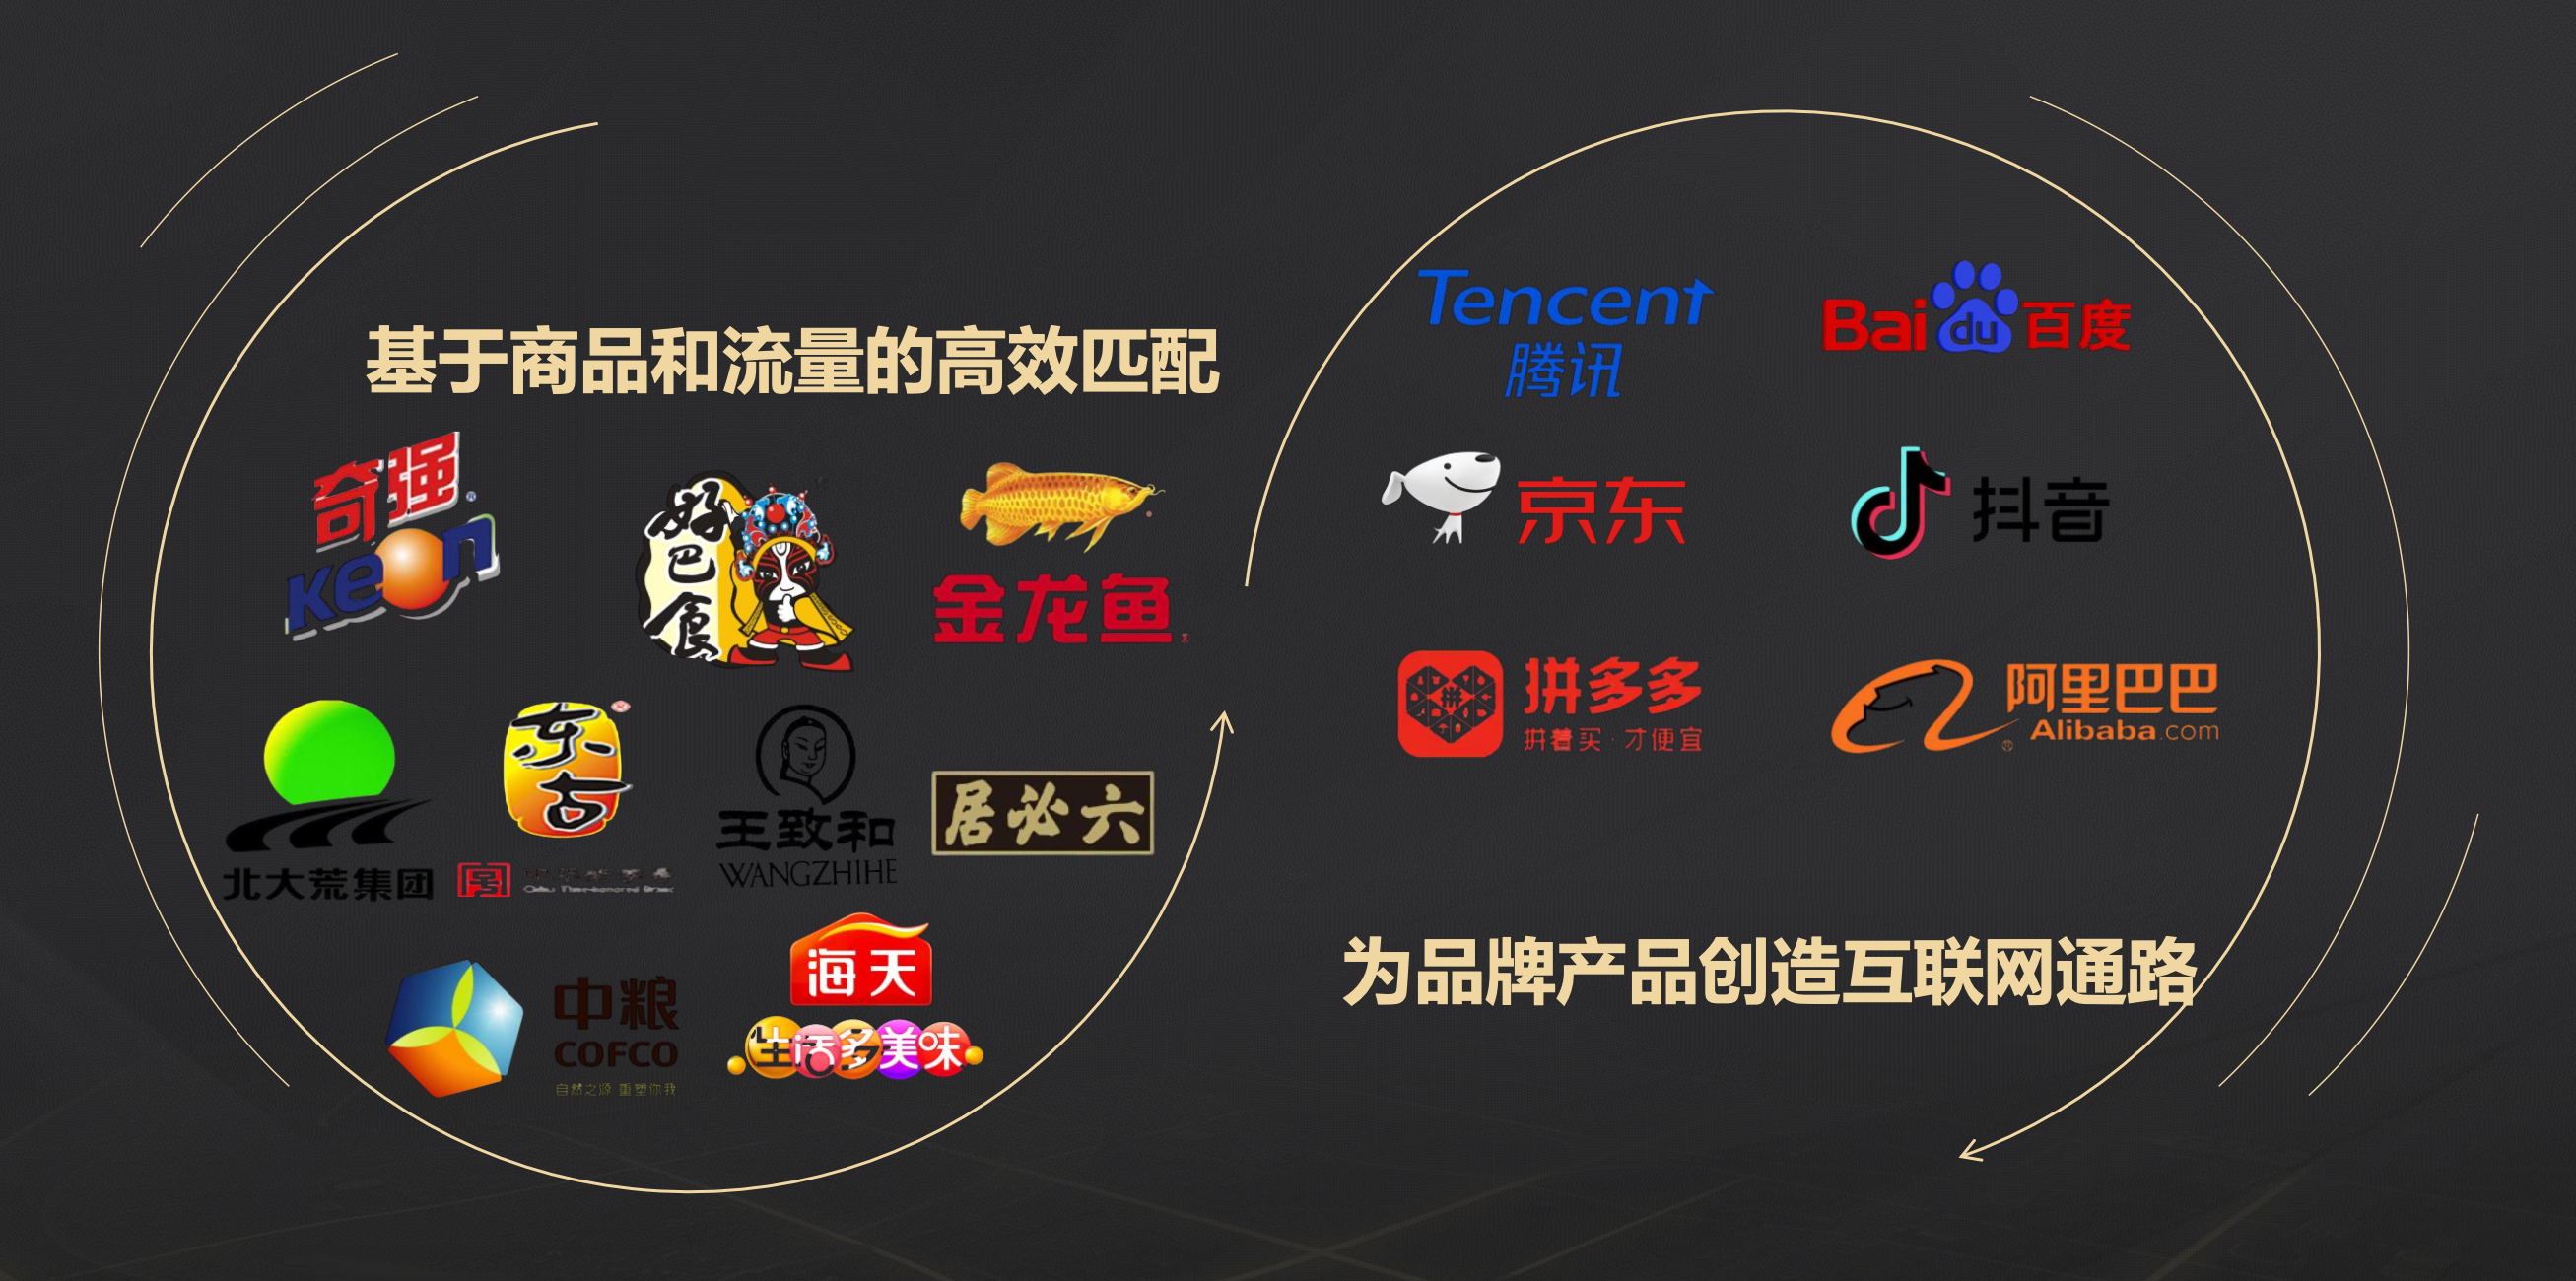 基于商品和流量的高效匹配
奇强
keon
好巴食
金龙鱼
北大荒集团
东古
王致和
WANGZHIHE
居必六
中粮
COFCO
自然之源 重塑你我
海天
生活多美味
Tencent
腾讯
Bai du 百度
京东
抖音
拼多多
拼着买·才便宜
阿里巴巴
Alibaba.com
为品牌产品创造互联网通路